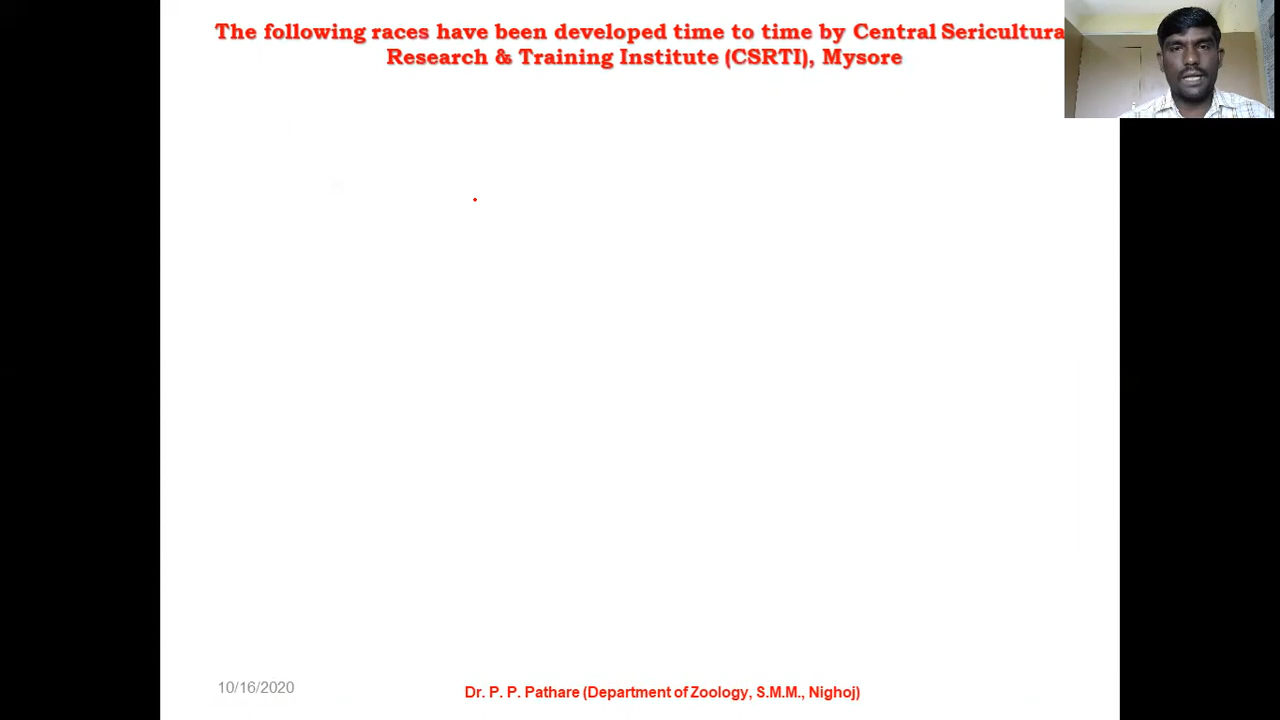 The following races have been developed time to time by Central Sericultura
Research & Training Institute (CSRTI), Mysore
10/16/2020
Dr. P. P. Pathare (Department of Zoology, S.M.M., Nighoj)